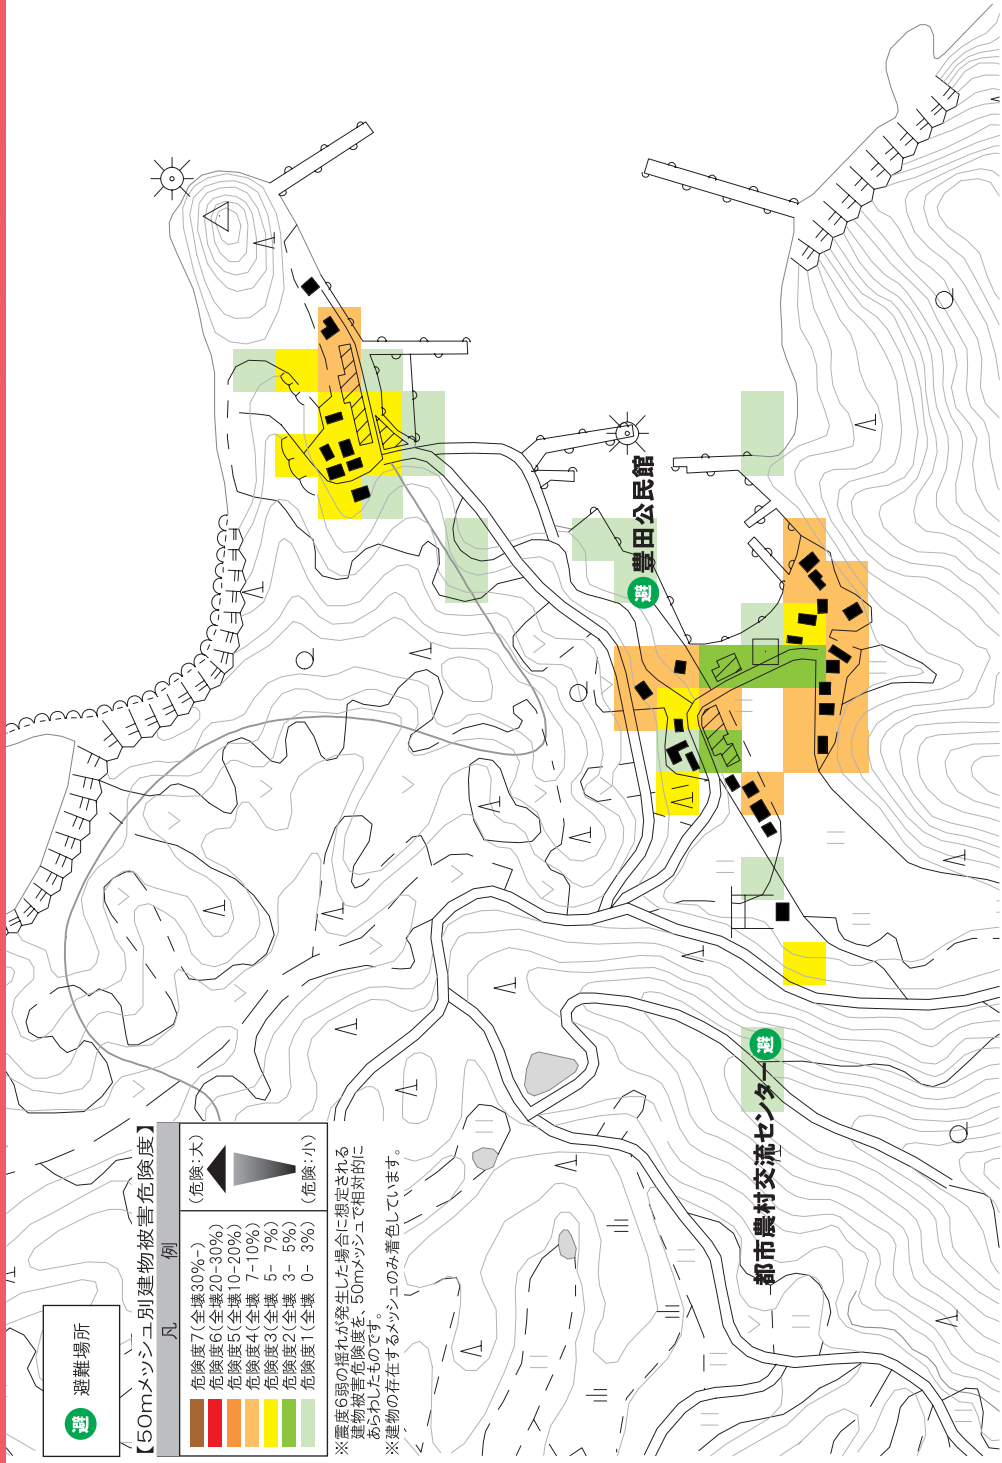 避 避難場所
【50mメッシュ別建物被害危険度】
凡 例
危険度7(全壊30%-)
危険度6(全壊20-30%)
危険度5(全壊10-20%)
危険度4(全壊 7-10%)
危険度3(全壊 5- 7%)
危険度2(全壊 3- 5%)
危険度1(全壊 0- 3%)
(危険:大)
(危険:小)
※震度6弱の揺れが発生した場合に想定される
建物被害危険度を、50mメッシュで相対的に
あらわしたものです。
※建物の存在するメッシュのみ着色しています。
避 豊田公民館
都市農村交流センター 避